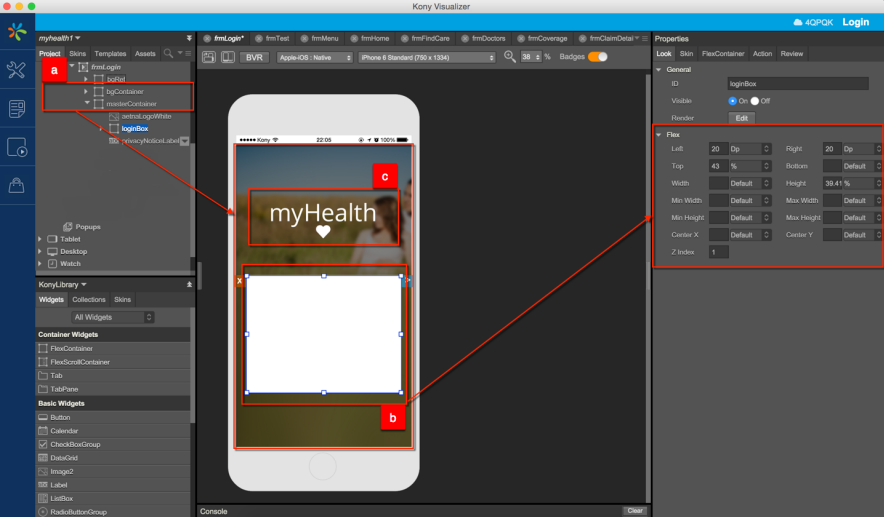 Kony Visualizer
4QPQK Login
myhealth1
frmLogin* frmTest frmMenu frmHome frmFindCare frmDoctors frmCoverage frmClaimDetai
Properties
Project Skins Templates Assets
BVR Apple-iOS : Native iPhone 6 Standard (750 x 1334) 38 % Badges
Look Skin FlexContainer Action Review
a
frmLogin
bgRel
bgContainer
masterContainer
aetnaLogoWhite
loginBox
privacyNoticeLabel
Popups
Tablet
Desktop
Watch
KonyLibrary
Widgets Collections Skins
All Widgets
Container Widgets
FlexContainer
FlexScrollContainer
Tab
TabPane
Basic Widgets
Button
Calendar
CheckBoxGroup
DataGrid
Image2
Label
ListBox
RadioButtonGroup
Kony 22:05 100%
c
myHealth
b
Console Clear
General
ID loginBox
Visible On Off
Render Edit
Flex
Left 20 Dp Right 20 Dp
Top 43 % Bottom Default
Width Default Height 39.41 %
Min Width Default Max Width Default
Min Height Default Max Height Default
Center X Default Center Y Default
Z Index 1